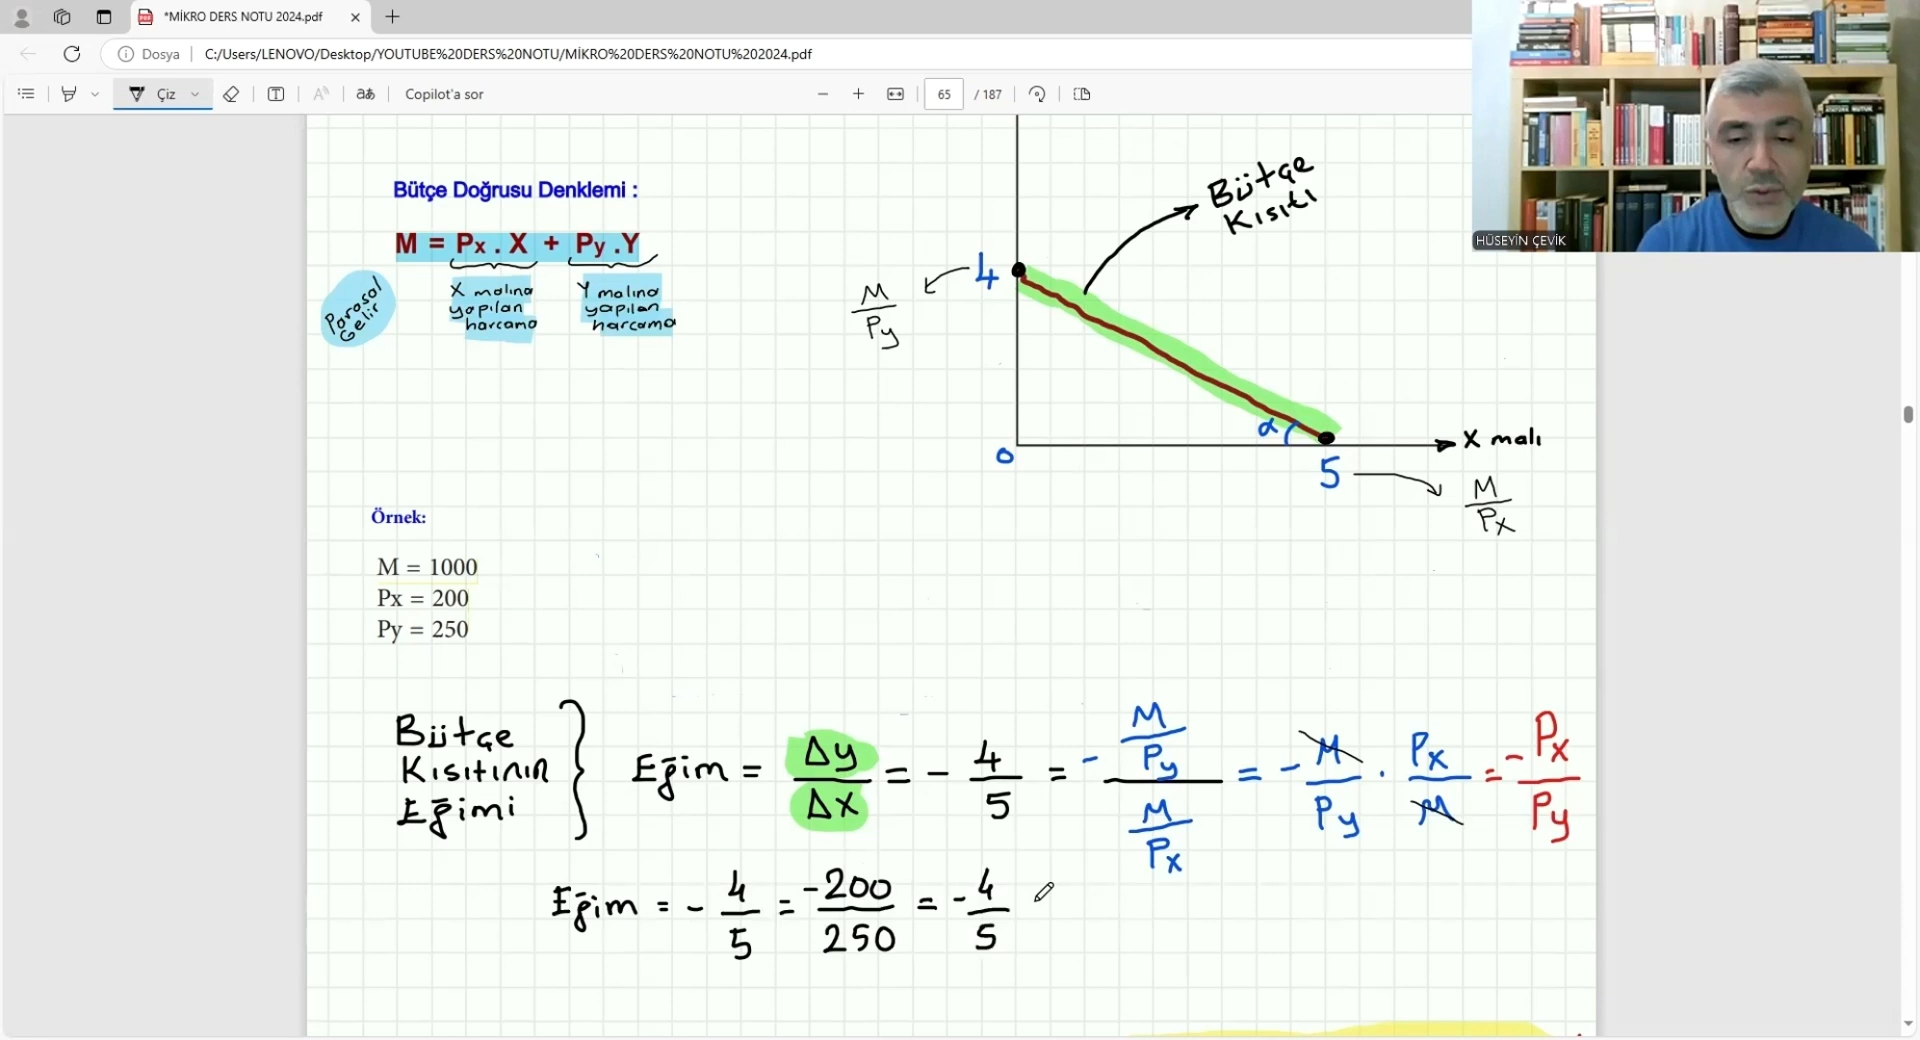 *MİKRO DERS NOTU 2024.pdf
Dosya
C:/Users/LENOVO/Desktop/YOUTUBE%20DERS%20NOTU/MİKRO%20DERS%20NOTU%202024.pdf
Çiz
Copilot'a sor
65 / 187
HÜSEYİN ÇEVİK
Bütçe Doğrusu Denklemi :
M = Px . X + Py .Y
Parasal
Gelir
X malına
yapılan
harcama
Y malına
yapılan
harcama
Bütçe
Kısıtı
4
M/Py
α
0
5
X malı
M/Px
Örnek:
M = 1000
Px = 200
Py = 250
Bütçe
Kısıtının
Eğimi
Eğim = Δy/Δx = - 4/5 = - (M/Py)/(M/Px) = - M/Py . Px/M = - Px/Py
Eğim = - 4/5 = -200/250 = - 4/5